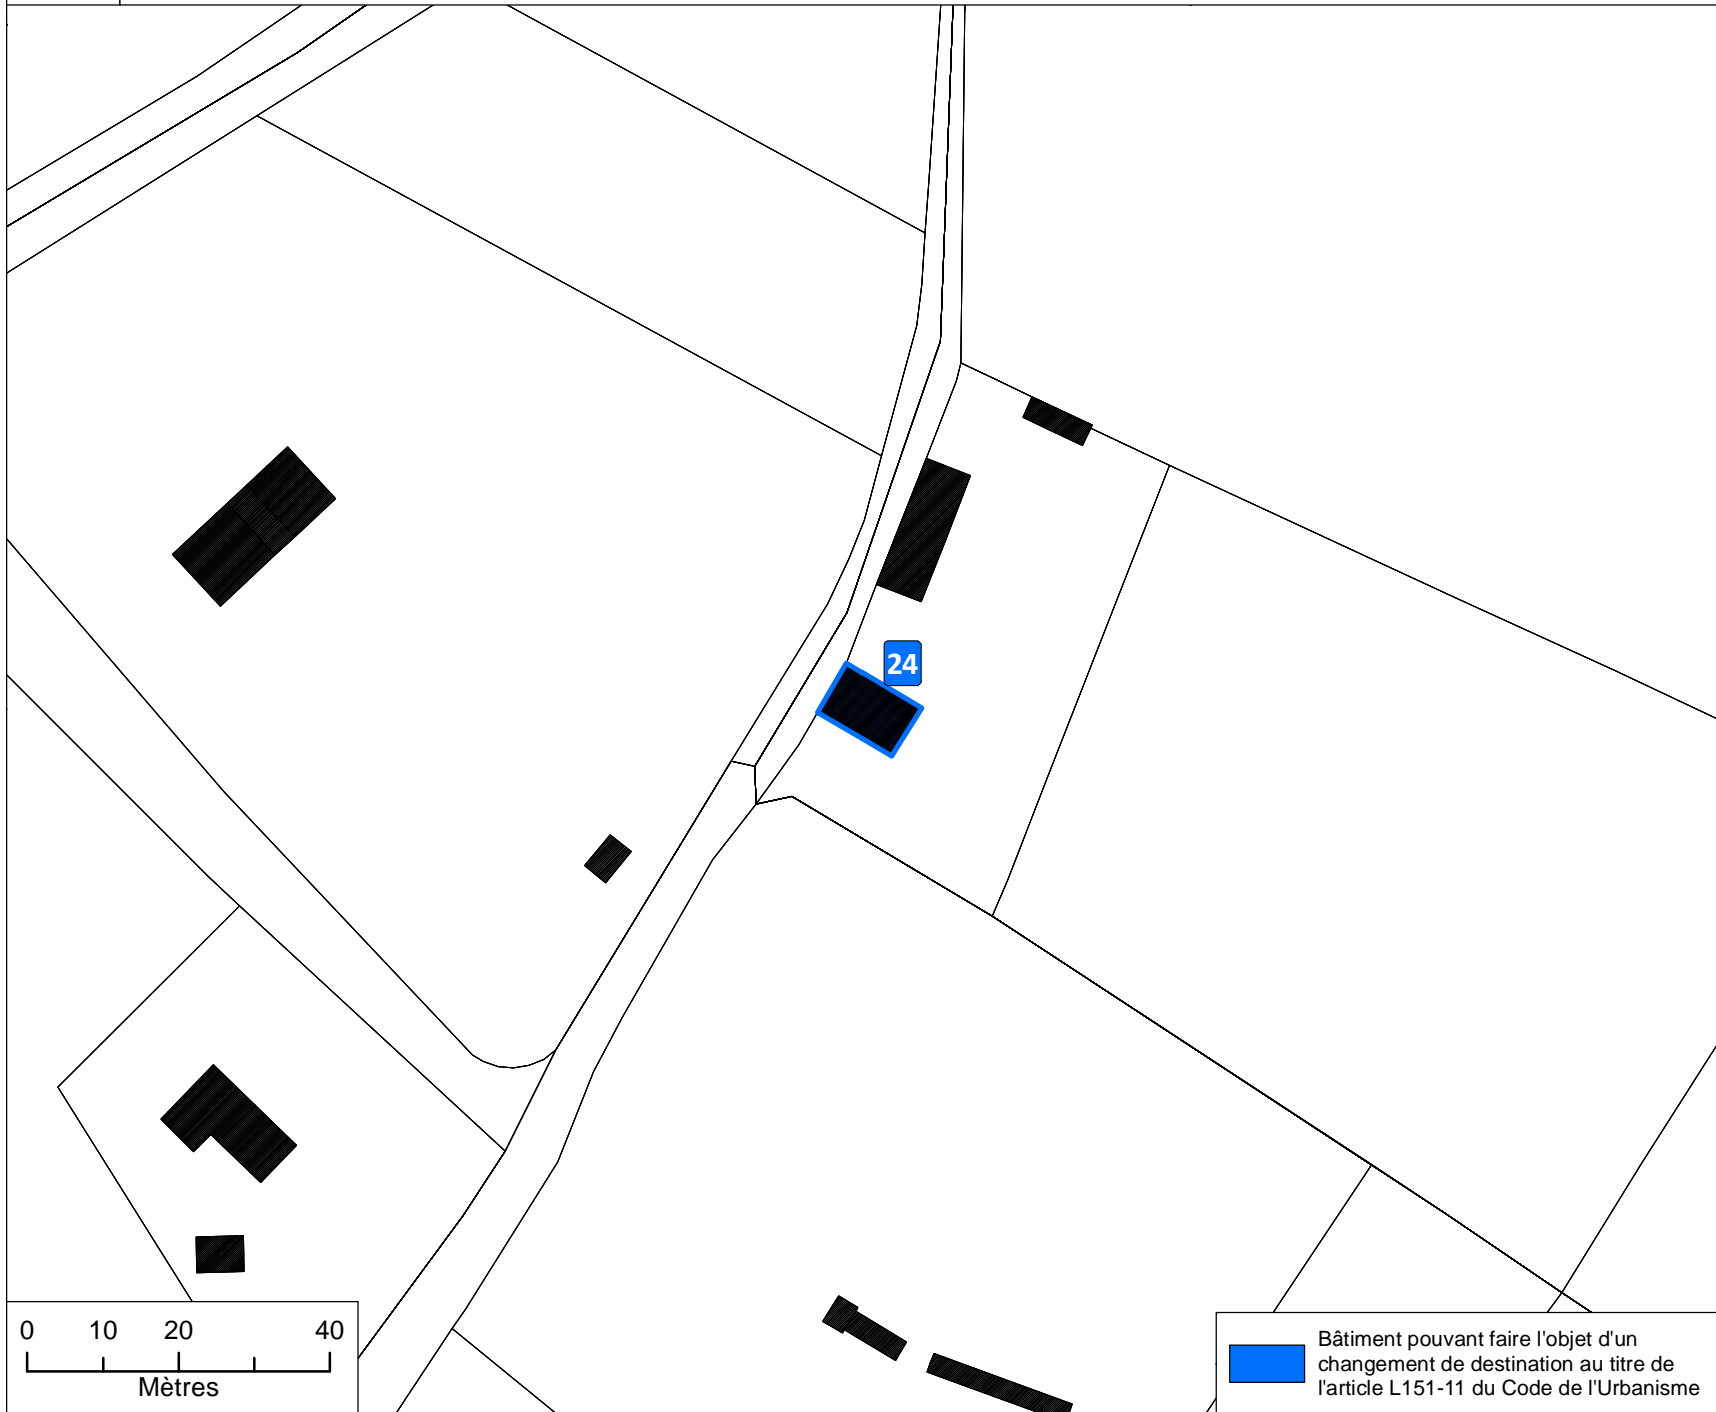 24
0 10 20 40
Mètres
Bâtiment pouvant faire l'objet d'un
changement de destination au titre de
l'article L151-11 du Code de l'Urbanisme